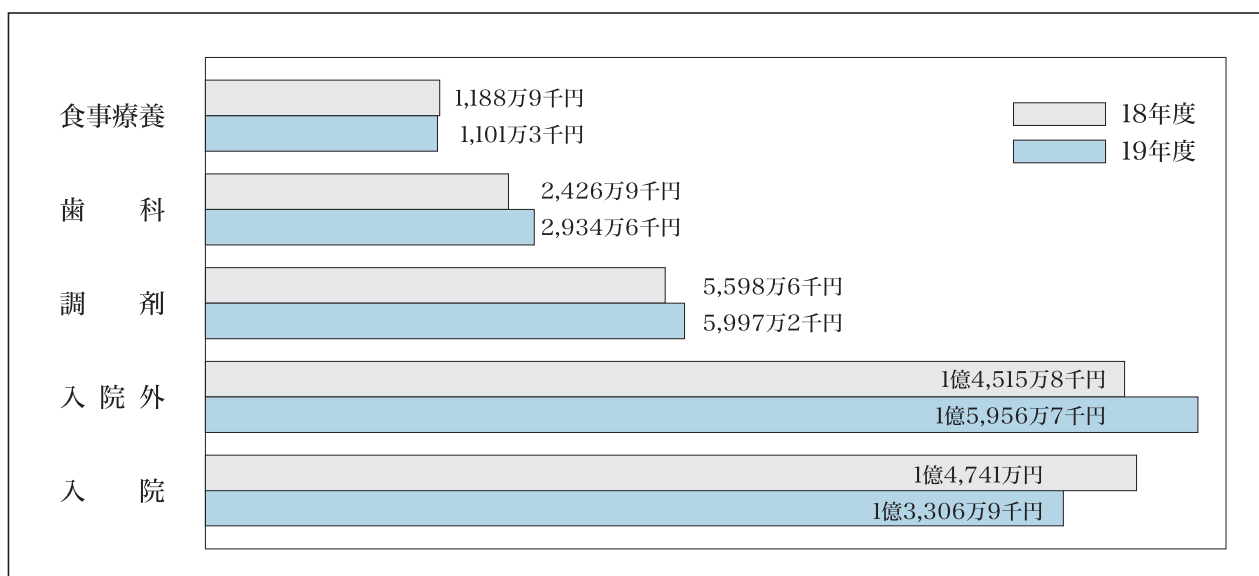 食事療養
1,188万9千円
1,101万3千円
18年度
19年度
歯科
2,426万9千円
2,934万6千円
調剤
5,598万6千円
5,997万2千円
入院外
1億4,515万8千円
1億5,956万7千円
入院
1億4,741万円
1億3,306万9千円